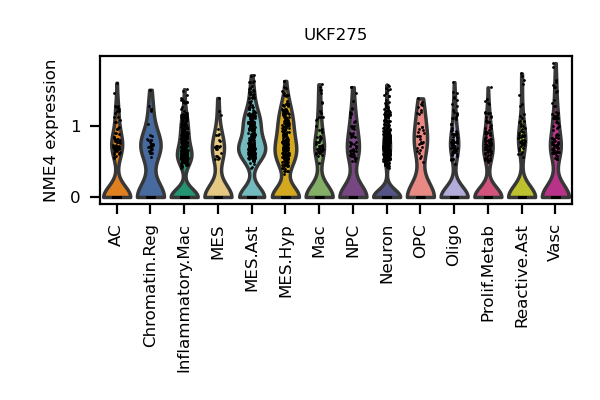 UKF275
NME4 expression
1
0
AC
Chromatin.Reg
Inflammatory.Mac
MES
MES.Ast
MES.Hyp
Mac
NPC
Neuron
OPC
Oligo
Prolif.Metab
Reactive.Ast
Vasc